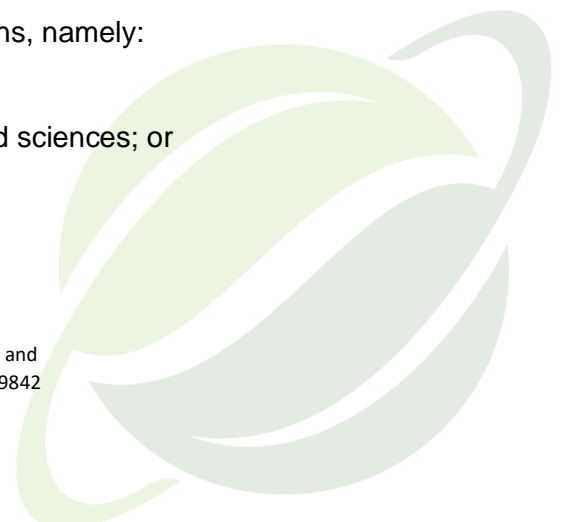 ns, namely:
d sciences; or
and
9842